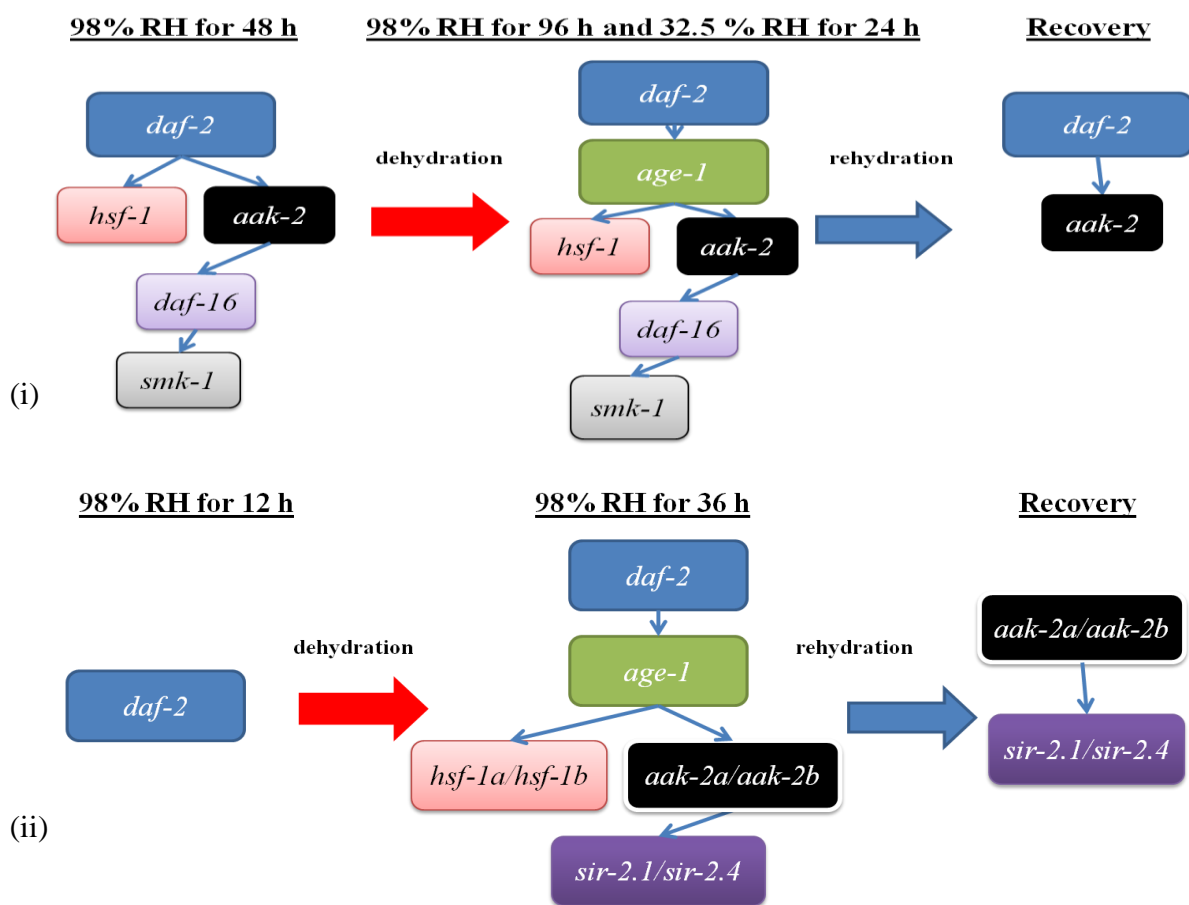 98% RH for 48 h
98% RH for 96 h and 32.5 % RH for 24 h
Recovery
daf-2
hsf-1
aak-2
daf-16
smk-1
dehydration
daf-2
age-1
hsf-1
aak-2
daf-16
smk-1
rehydration
daf-2
aak-2
(i)
98% RH for 12 h
98% RH for 36 h
Recovery
daf-2
dehydration
daf-2
age-1
hsf-1a/hsf-1b
aak-2a/aak-2b
sir-2.1/sir-2.4
rehydration
aak-2a/aak-2b
sir-2.1/sir-2.4
(ii)